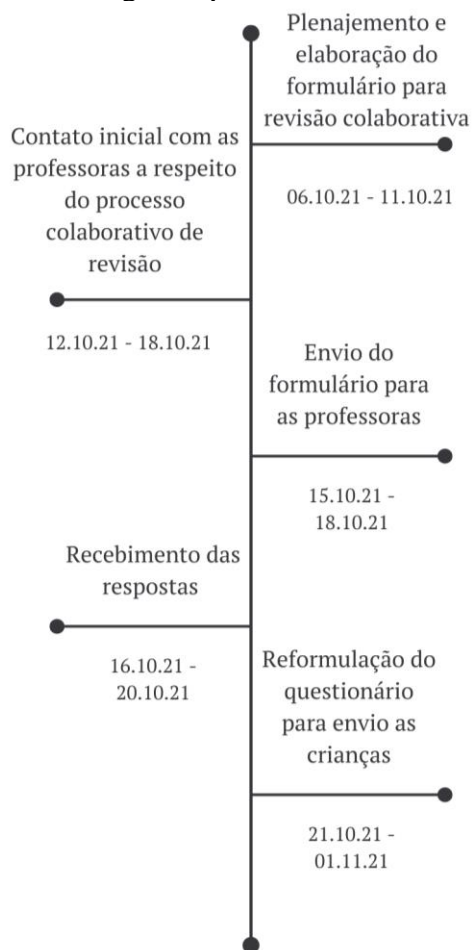 Plenajemento e
elaboração do
formulário para
revisão colaborativa
06.10.21 - 11.10.21
Contato inicial com as
professoras a respeito
do processo
colaborativo de
revisão
12.10.21 - 18.10.21
Envio do
formulário para
as professoras
15.10.21 -
18.10.21
Recebimento das
respostas
16.10.21 -
20.10.21
Reformulação do
questionário
para envio as
crianças
21.10.21 -
01.11.21